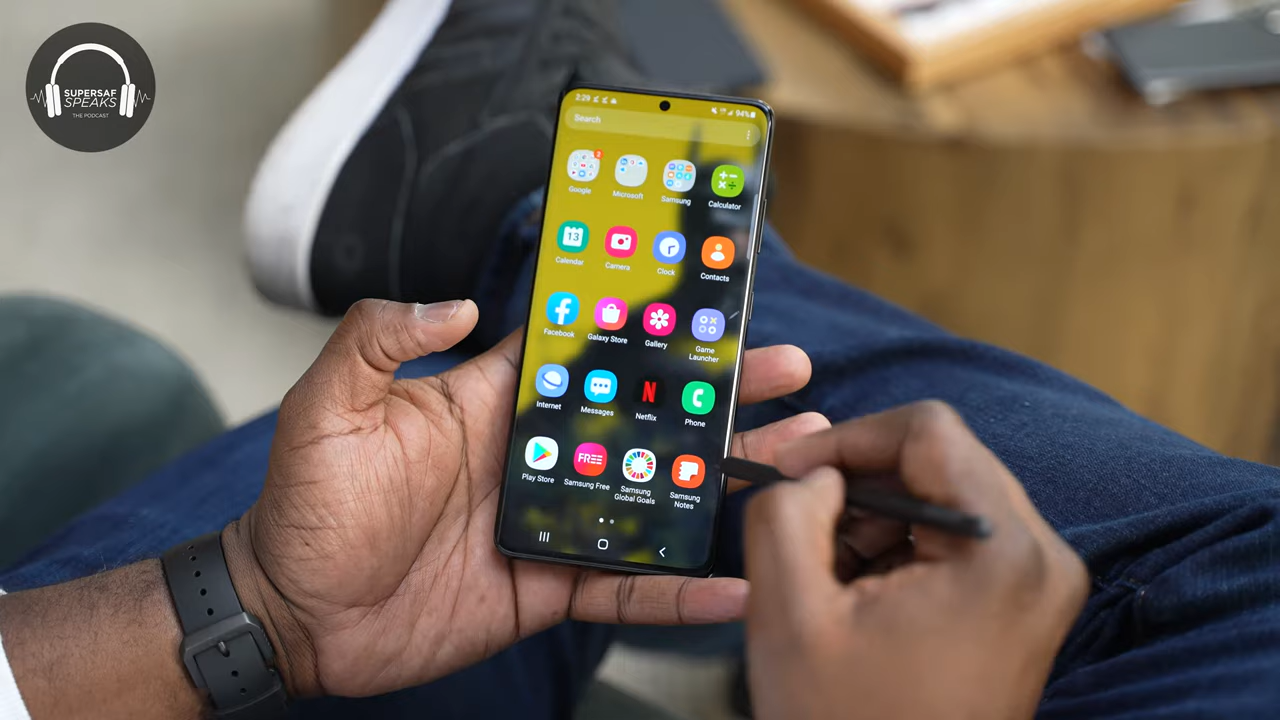 SUPERSAF
SPEAKS
THE PODCAST
2:29
94%
Search
Google
Microsoft
Samsung
Calculator
13
Calendar
Camera
Clock
Contacts
Facebook
Galaxy Store
Gallery
Game
Launcher
Internet
Messages
N
Netflix
Phone
FREE
Play Store
Samsung Free
Samsung
Global Goals
Samsung
Notes